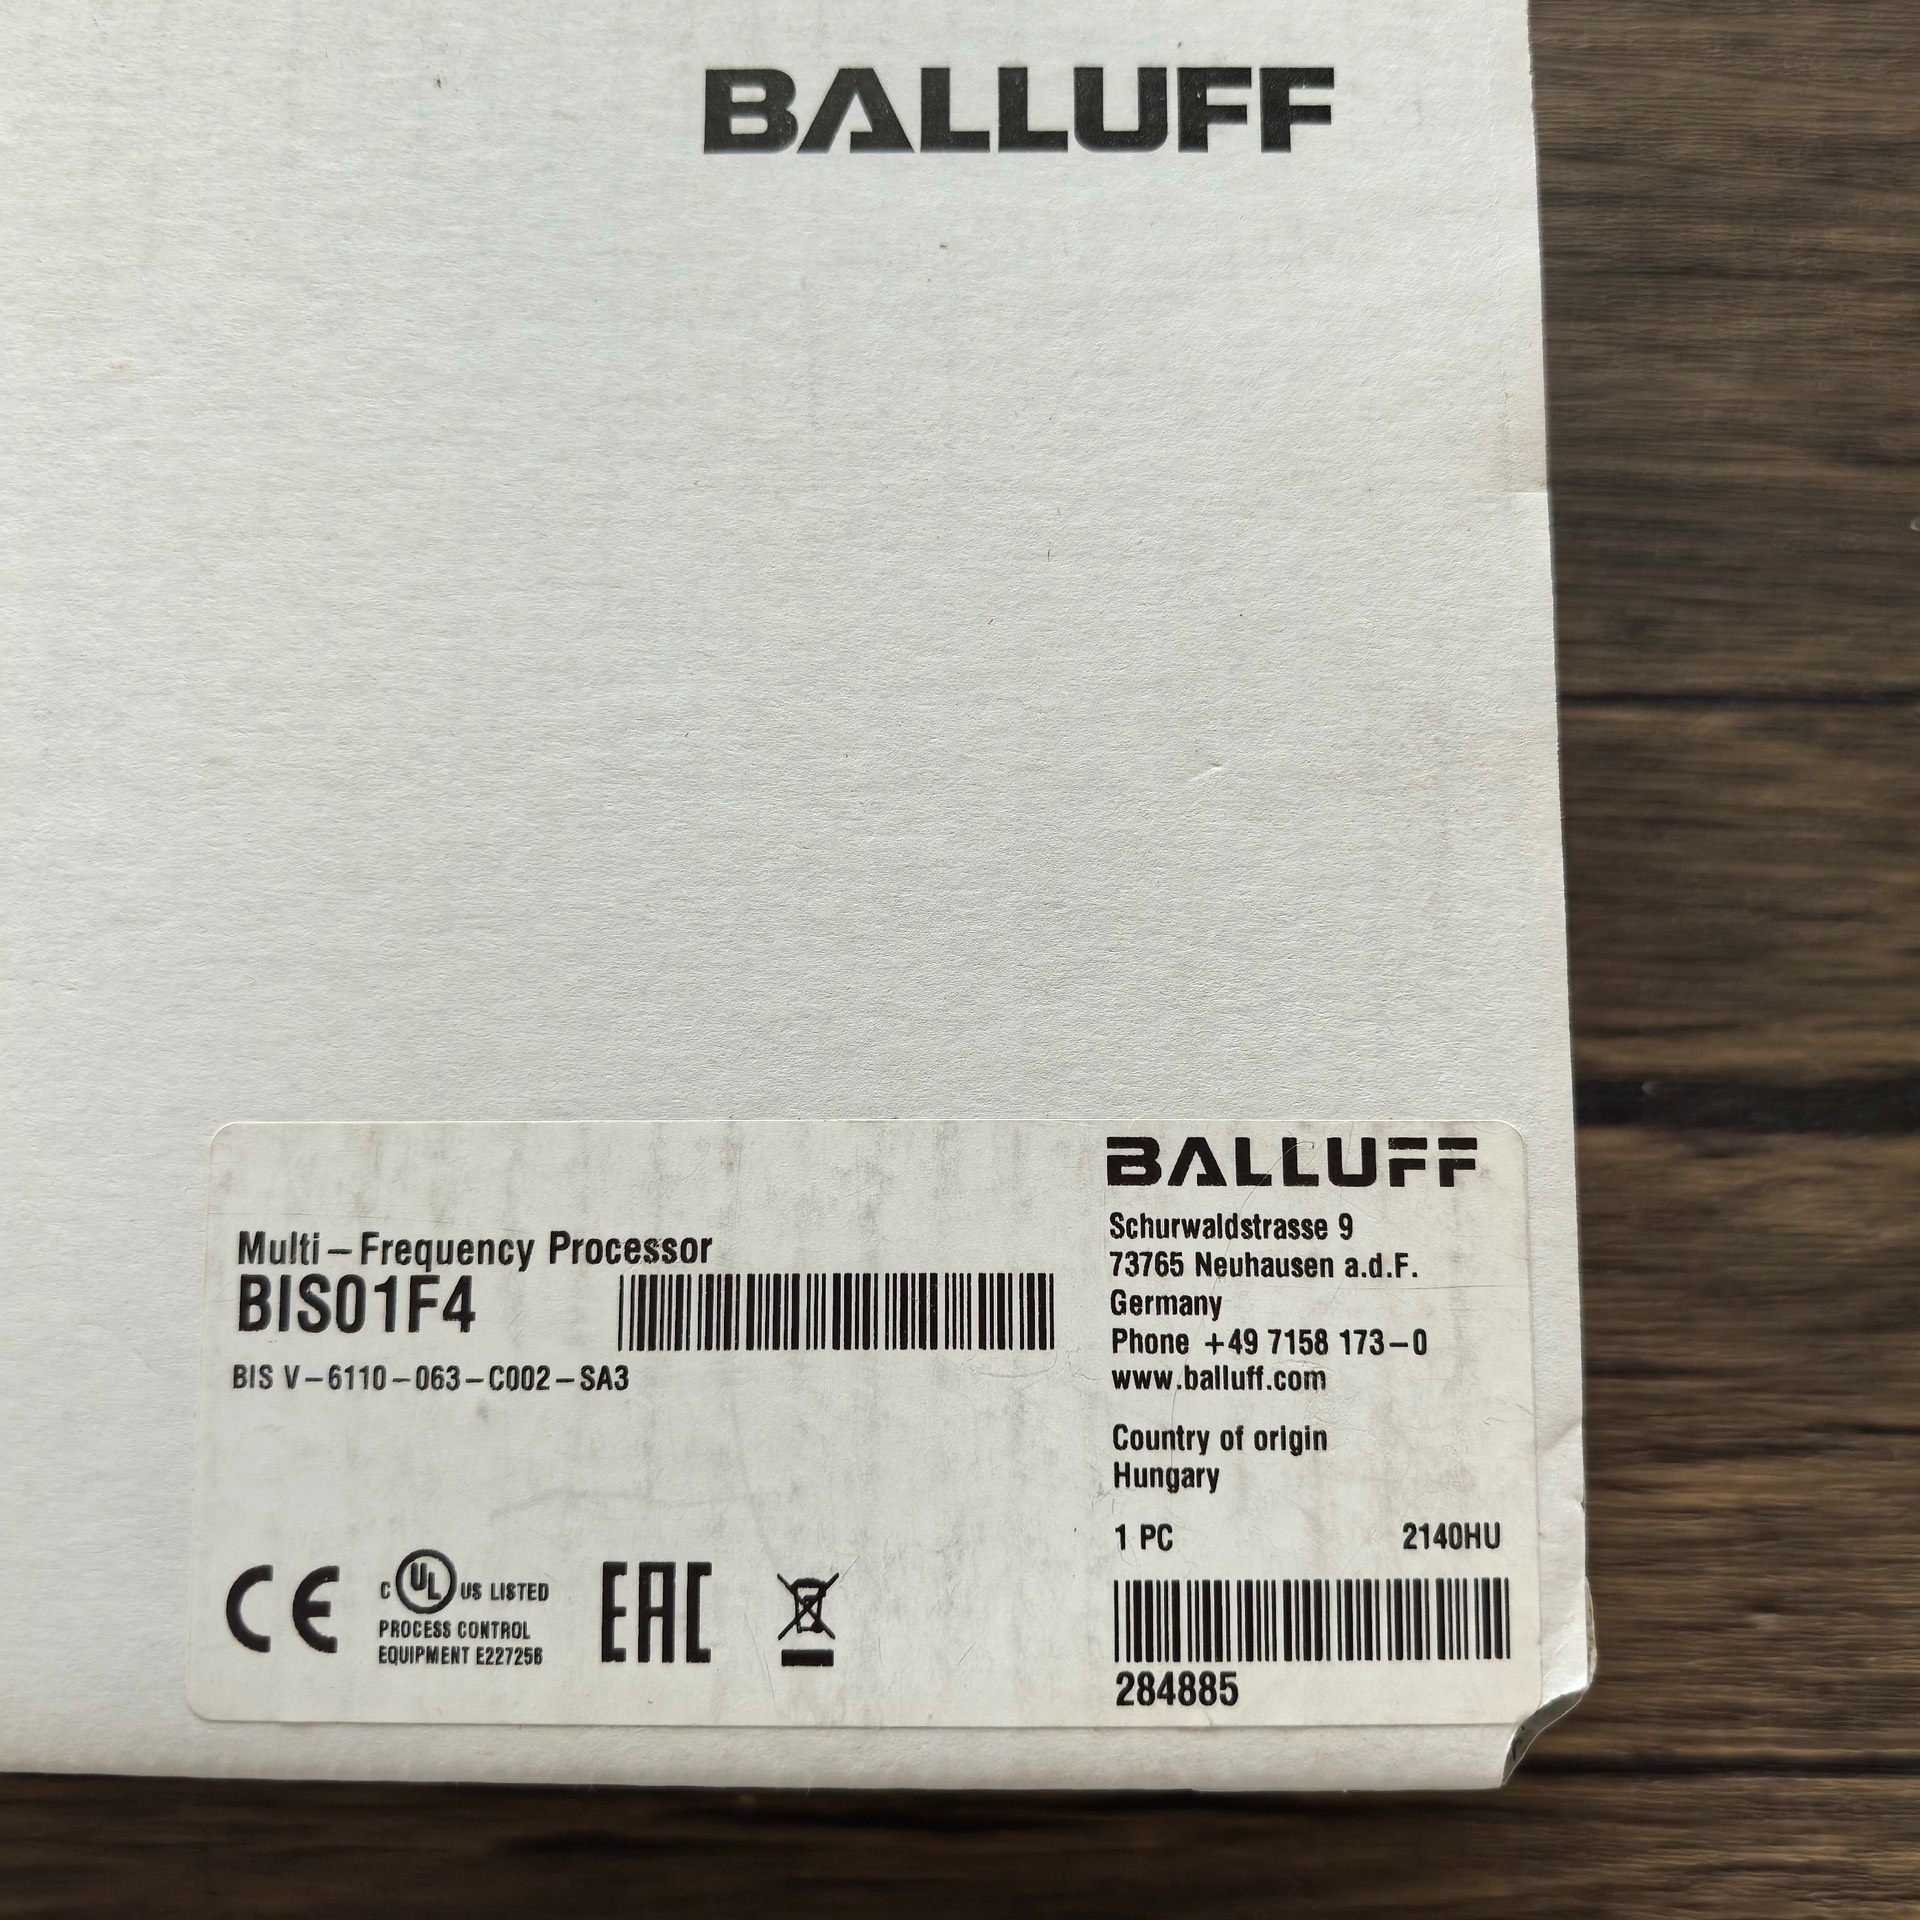 BALLUFF
BALLUFF
Multi-Frequency Processor
BIS01F4
BIS V-6110-063-C002-SA3
Schurwaldstrasse 9
73765 Neuhausen a.d.F.
Germany
Phone +49 7158 173-0
www.balluff.com
Country of origin
Hungary
1 PC 2140HU
284885
CE
C UL US LISTED
PROCESS CONTROL
EQUIPMENT E227256
EAC